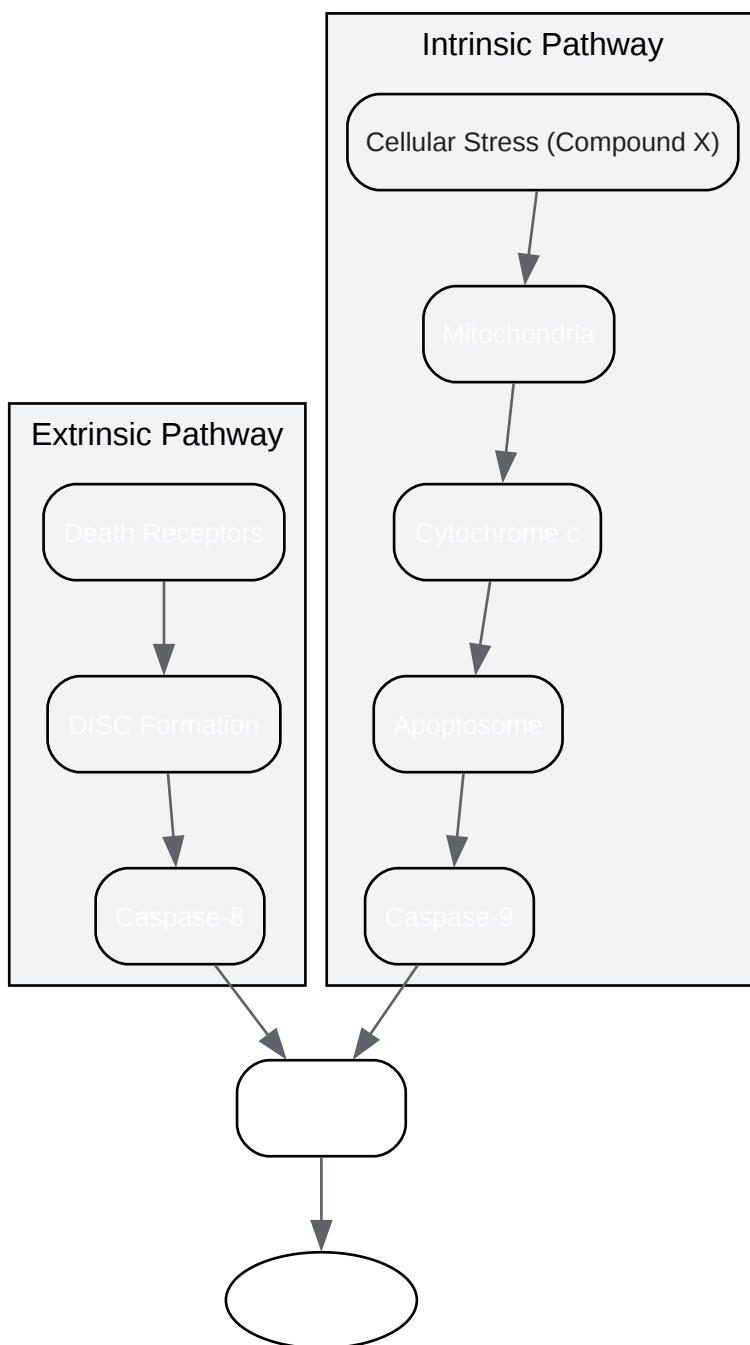 Intrinsic Pathway
Cellular Stress (Compound X)
Mitochondria
Extrinsic Pathway
Death Receptors
Cytochrome c
DISC Formation
Apoptosome
Caspase-8
Caspase-9